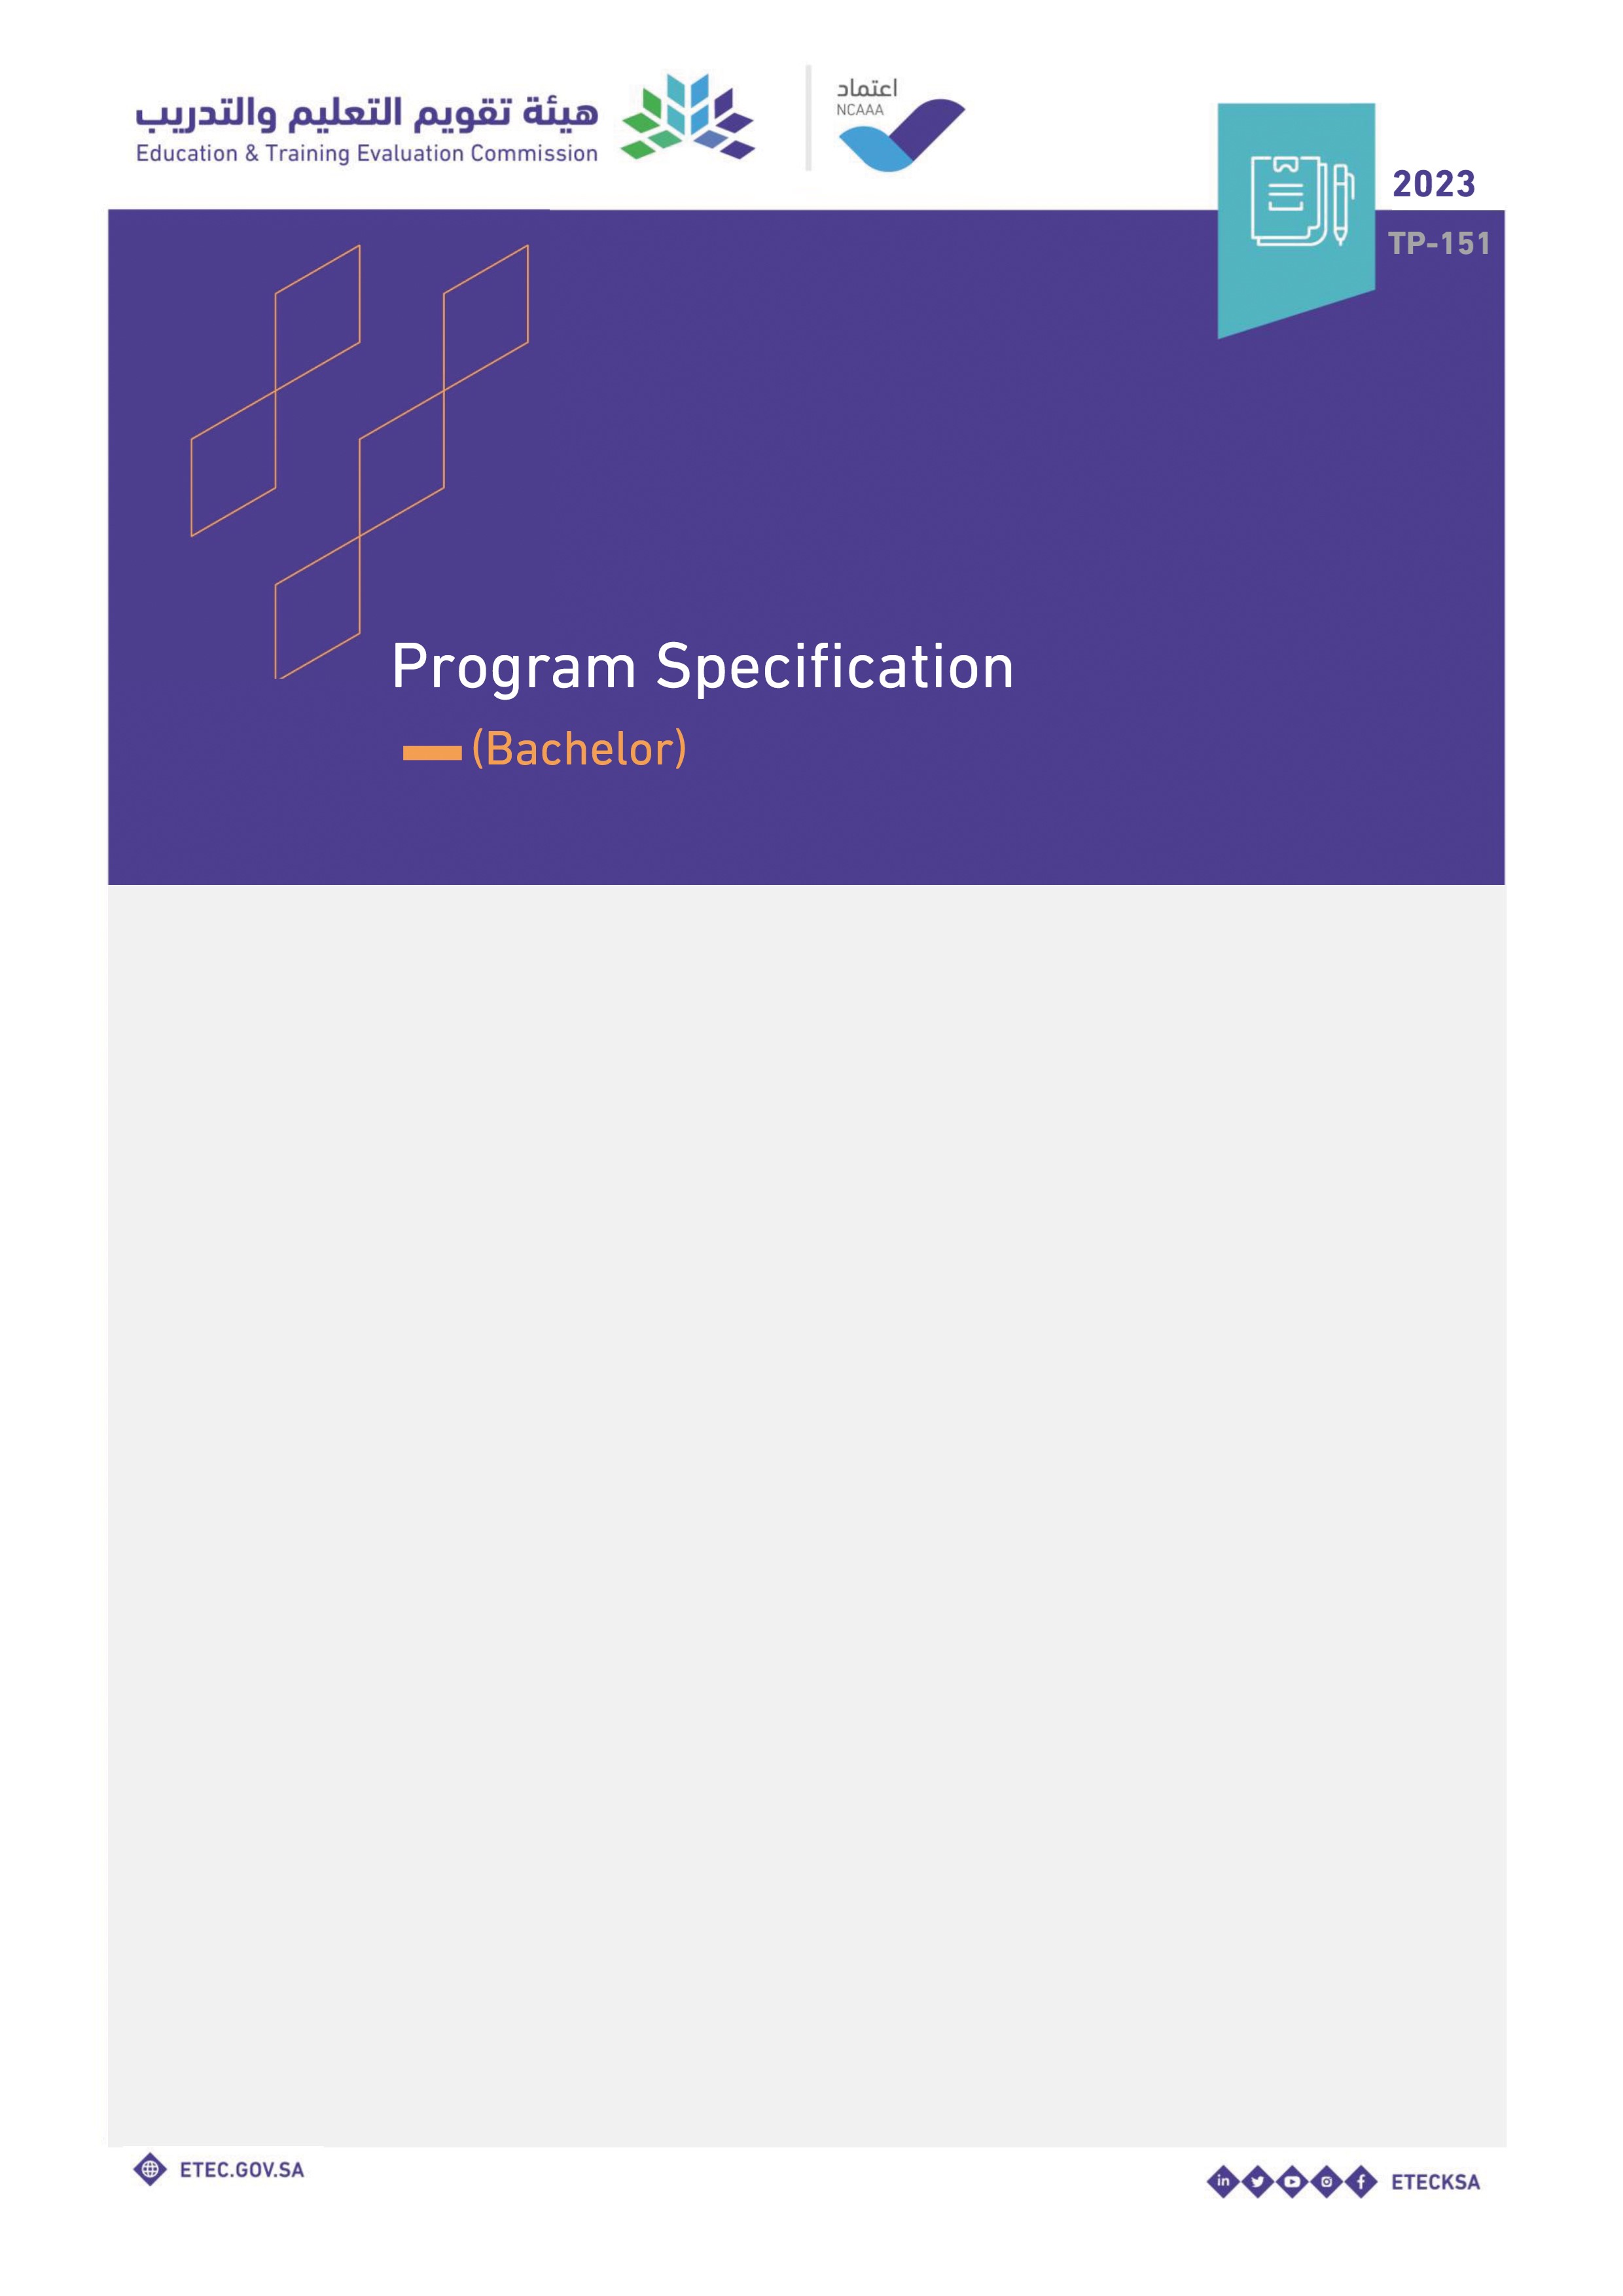 هيئة تقويم التعليم والتدريب
Education & Training Evaluation Commission
اعتماد
NCAAA
2023
TP-151
Program Specification
(Bachelor)
ETEC.GOV.SA
in
f
ETECKSA